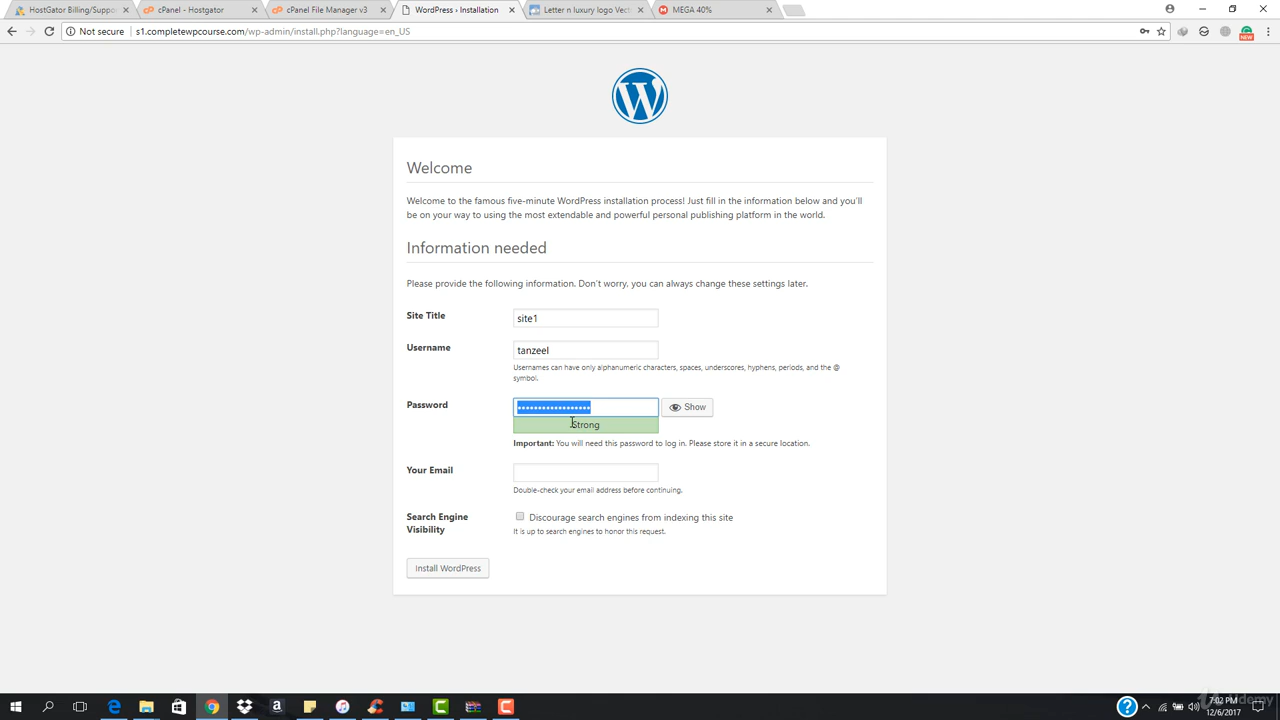 HostGator Billing/Suppo
cPanel - Hostgator
cPanel File Manager v3
WordPress › Installation
Letter n luxury logo Vect
MEGA 40%
Not secure
s1.completewpcourse.com/wp-admin/install.php?language=en_US
NEW
Welcome
Welcome to the famous five-minute WordPress installation process! Just fill in the information below and you'll
be on your way to using the most extendable and powerful personal publishing platform in the world.
Information needed
Please provide the following information. Don't worry, you can always change these settings later.
Site Title
site1
Username
tanzeel
Usernames can have only alphanumeric characters, spaces, underscores, hyphens, periods, and the @
symbol.
Password
Show
Strong
Important: You will need this password to log in. Please store it in a secure location.
Your Email
Double-check your email address before continuing.
Search Engine
Visibility
Discourage search engines from indexing this site
It is up to search engines to honor this request.
Install WordPress
7:02 PM
12/6/2017
Udemy